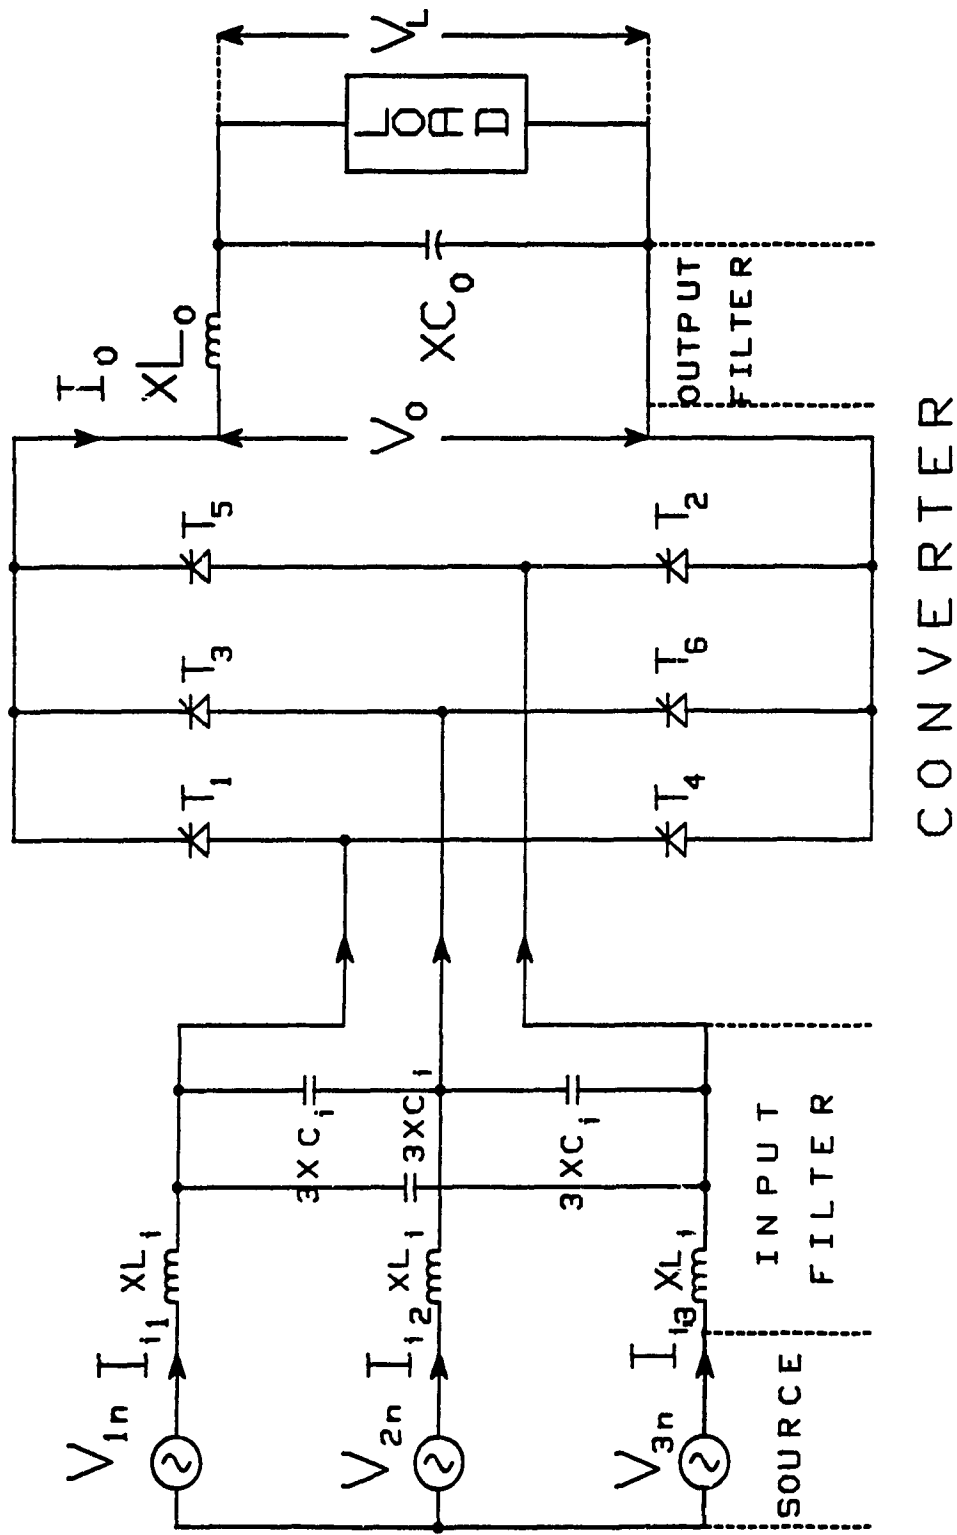 V1n
Ii1
XLi
V2n
Ii2
XLi
V3n
Ii3
XLi
3XCi
3XCi
3XCi
T1
T3
T5
T4
T6
T2
Io
XLo
Vo
XCo
LOAD
VL
SOURCE
INPUT
FILTER
CONVERTER
OUTPUT
FILTER